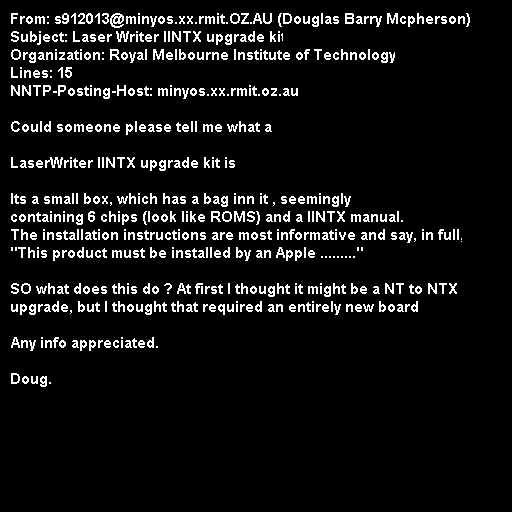 From: s912013@minyos.xx.rmit.OZ.AU (Douglas Barry Mcpherson)
Subject: Laser Writer IINTX upgrade kit
Organization: Royal Melbourne Institute of Technology
Lines: 15
NNTP-Posting-Host: minyos.xx.rmit.oz.au
Could someone please tell me what a
LaserWriter IINTX upgrade kit is
Its a small box, which has a bag inn it , seemingly
containing 6 chips (look like ROMS) and a IINTX manual.
The installation instructions are most informative and say, in full,
"This product must be installed by an Apple ........."
SO what does this do ? At first I thought it might be a NT to NTX
upgrade, but I thought that required an entirely new board
Any info appreciated.
Doug.